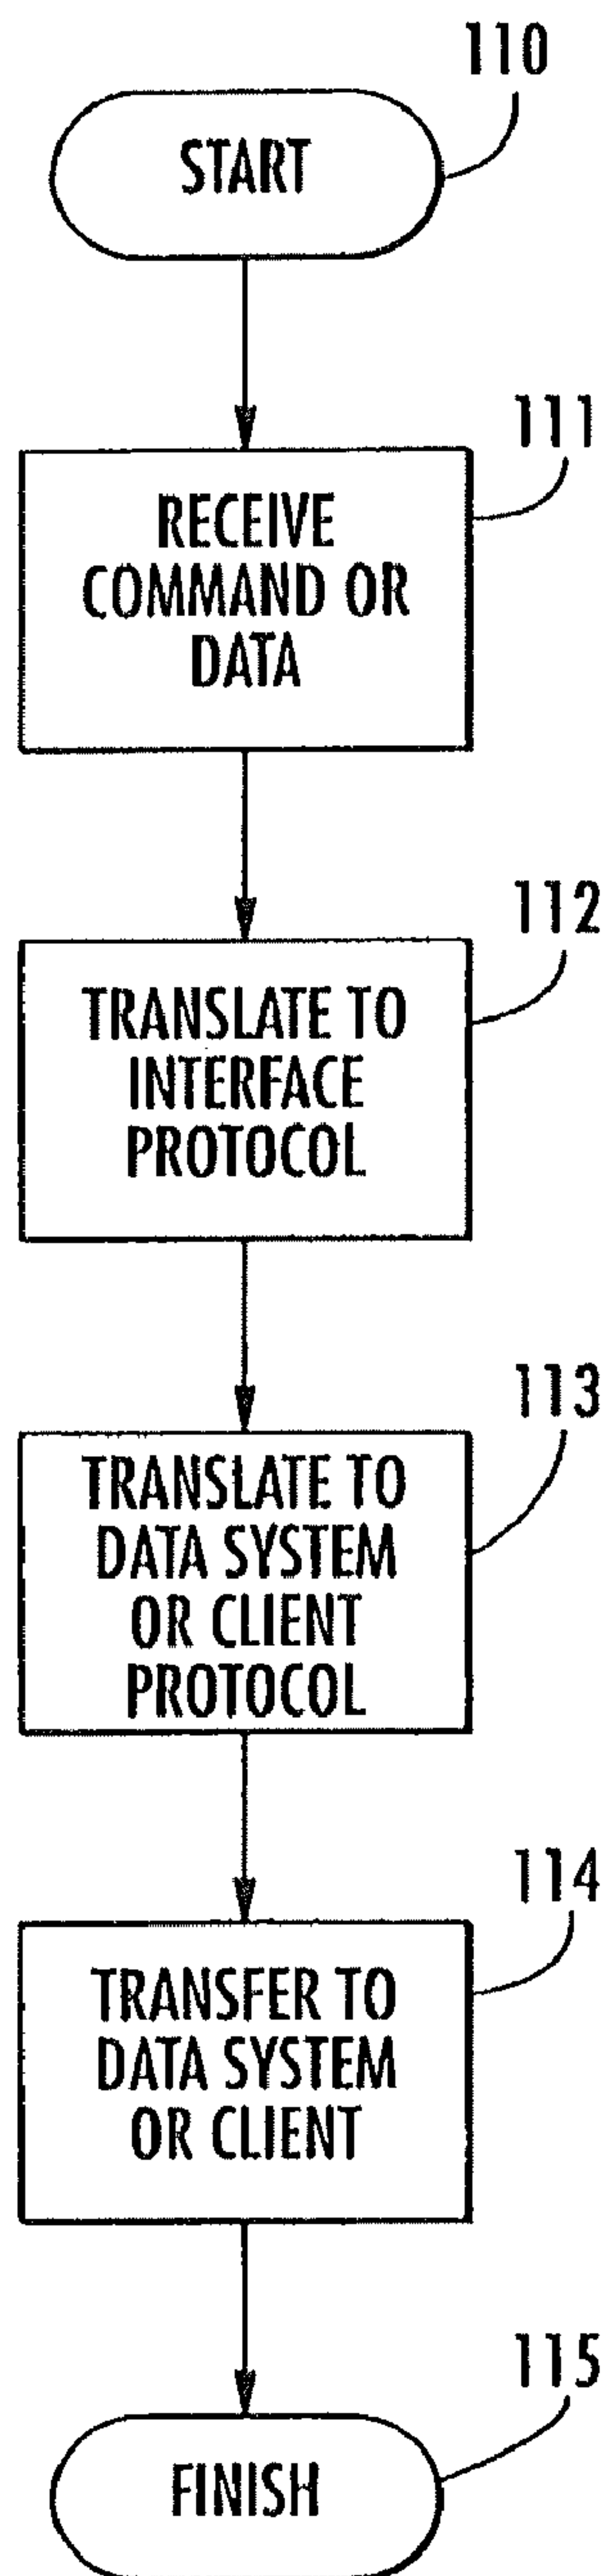 110
START
111
RECEIVE
COMMAND OR
DATA
112
TRANSLATE TO
INTERFACE
PROTOCOL
113
TRANSLATE TO
DATA SYSTEM
OR CLIENT
PROTOCOL
114
TRANSFER TO
DATA SYSTEM
OR CLIENT
115
FINISH